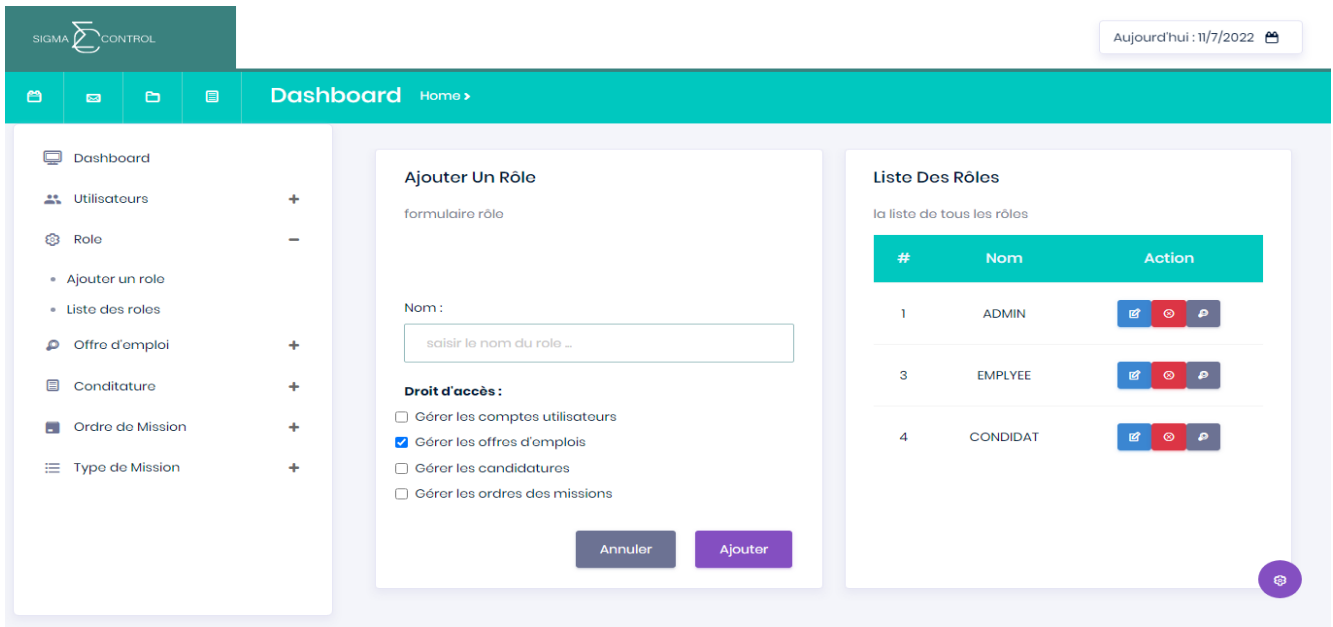 SIGMA CONTROL
Aujourd'hui : 11/7/2022
Dashboard Home >
Dashboard
Utilisateurs +
Role −
Ajouter un role
Liste des roles
Offre d'emploi +
Conditature +
Ordre de Mission +
Type de Mission +
Ajouter Un Rôle
formulaire rôle
Nom :
saisir le nom du role ...
Droit d'accès :
Gérer les comptes utilisateurs
Gérer les offres d'emplois
Gérer les candidatures
Gérer les ordres des missions
Annuler Ajouter
Liste Des Rôles
la liste de tous les rôles
# Nom Action
1 ADMIN
3 EMPLYEE
4 CONDIDAT